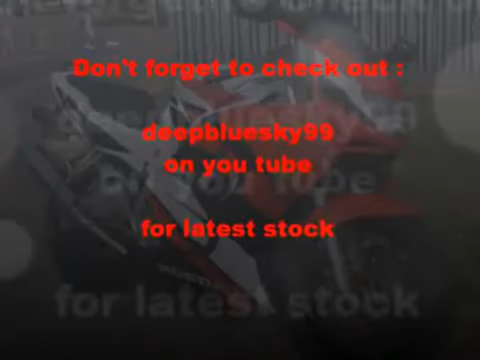 Don't forget to check out :
deepbluesky99
on you tube
for latest stock